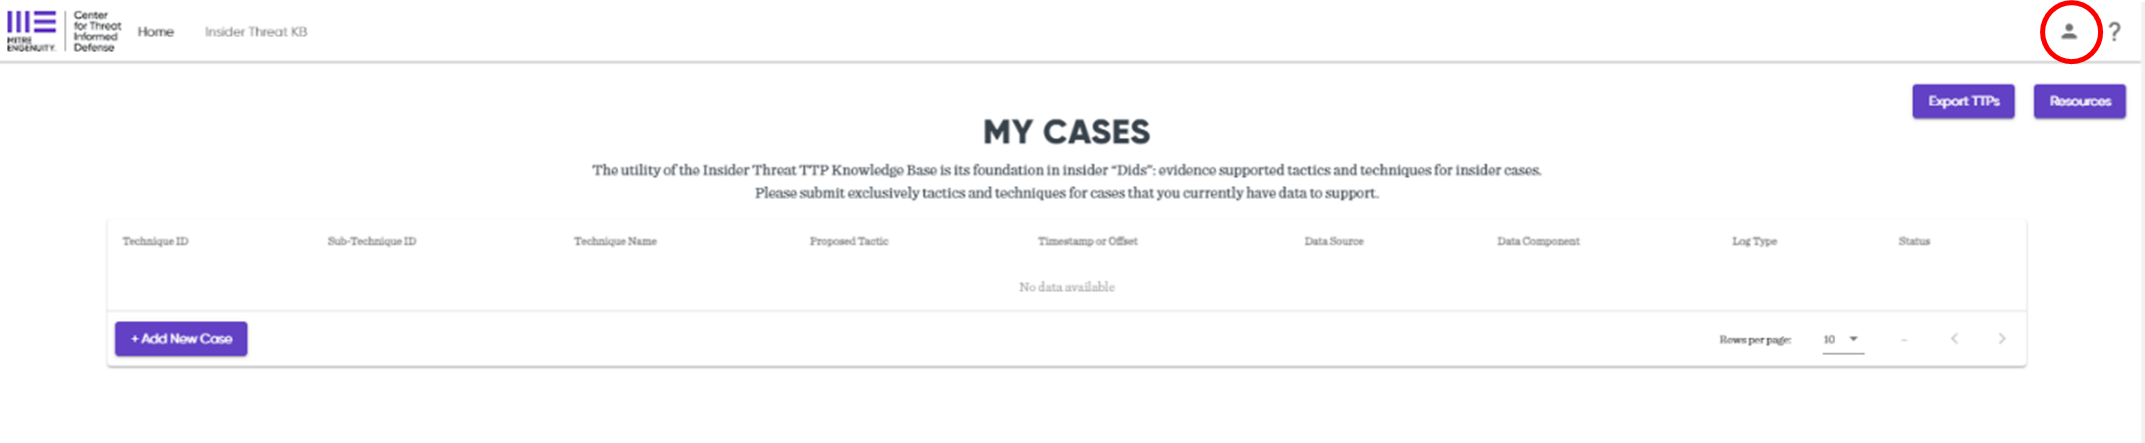 MITRE
ENGENUITY.
Center
for Threat
Informed
Defense
Home
Insider Threat KB
?
Export TTPs
Resources
MY CASES
The utility of the Insider Threat TTP Knowledge Base is its foundation in insider “Dids”: evidence supported tactics and techniques for insider cases.
Please submit exclusively tactics and techniques for cases that you currently have data to support.
Technique ID Sub-Technique ID Technique Name Proposed Tactic Timestamp or Offset Data Source Data Component Log Type Status
No data available
+ Add New Case
Rows per page: 10 –